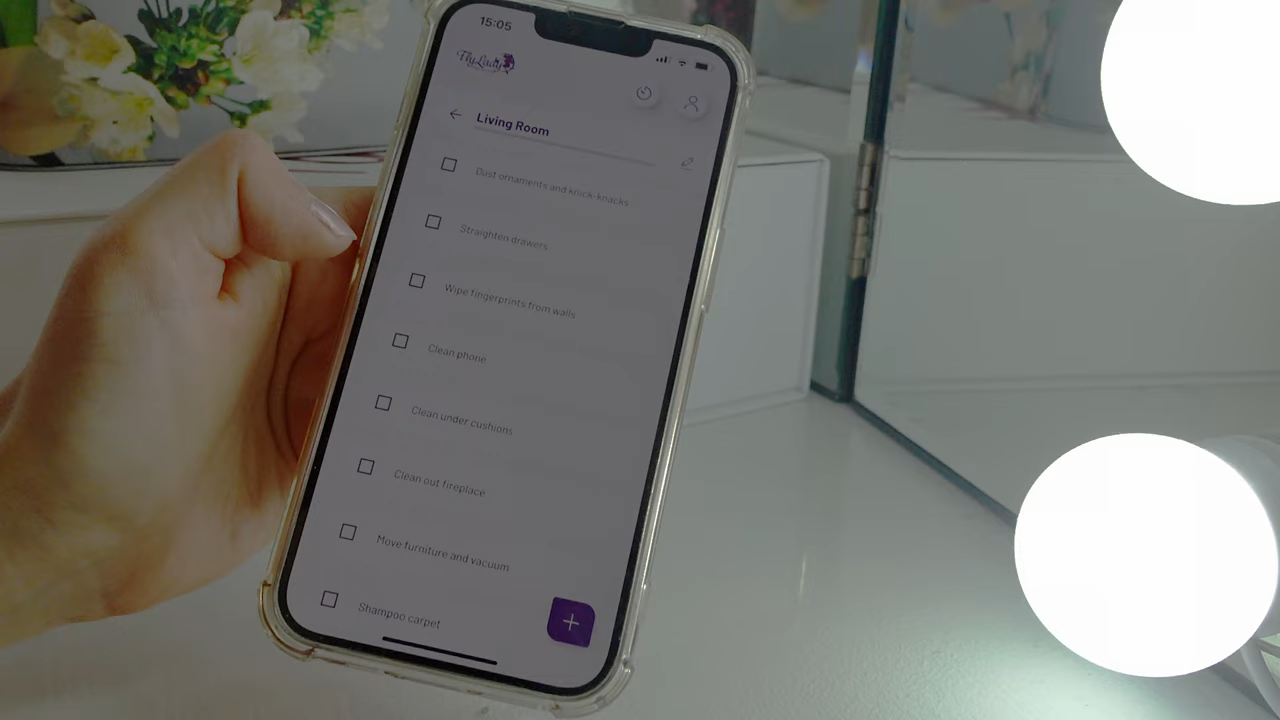 15:05
FlyLady
Living Room
Dust ornaments and knick-knacks
Straighten drawers
Wipe fingerprints from walls
Clean phone
Clean under cushions
Clean out fireplace
Move furniture and vacuum
Shampoo carpet